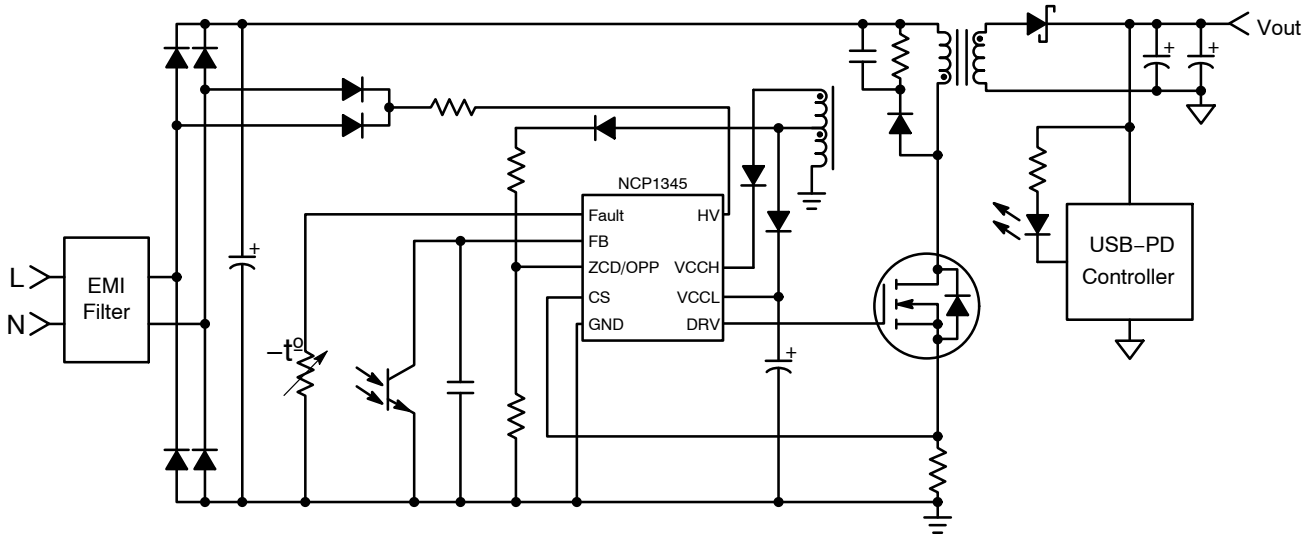 Vout
NCP1345
Fault
HV
FB
ZCD/OPP
VCCH
CS
VCCL
GND
DRV
L
N
EMI
Filter
–tº
USB–PD
Controller
+
+
+
+